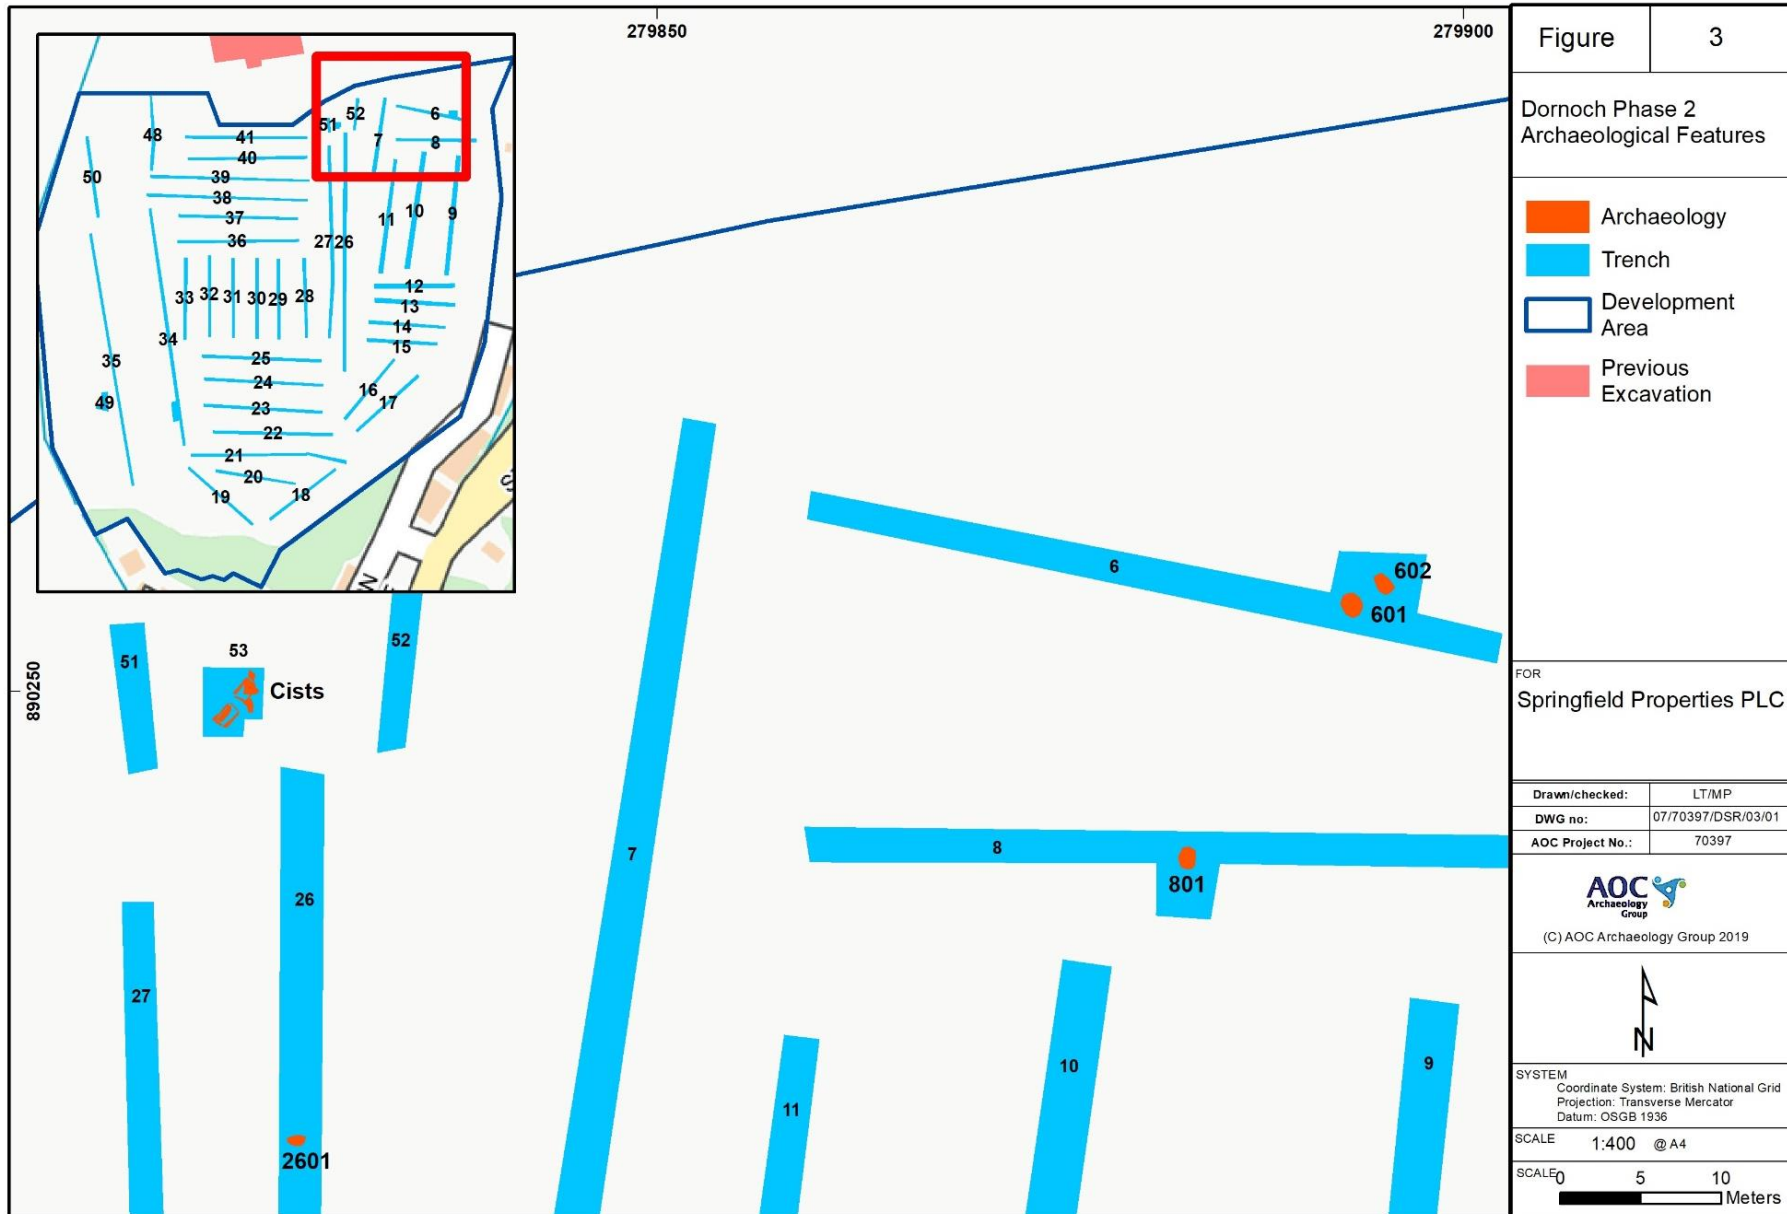 279850
279900
890250
48
41
51
52
6
7
8
40
50
39
38
37
11
10
9
36
27
26
33
32
31
30
29
28
12
13
14
15
34
35
25
24
16
17
49
23
22
21
20
19
18
6
602
601
51
53
52
Cists
7
8
801
26
27
10
9
11
2601
Figure
3
Dornoch Phase 2
Archaeological Features
Archaeology
Trench
Development
Area
Previous
Excavation
FOR
Springfield Properties PLC
Drawn/checked: LT/MP
DWG no: 07/70397/DSR/03/01
AOC Project No.: 70397
AOC
Archaeology
Group
(C) AOC Archaeology Group 2019
N
SYSTEM
Coordinate System: British National Grid
Projection: Transverse Mercator
Datum: OSGB 1936
SCALE 1:400 @ A4
SCALE 0 5 10
Meters